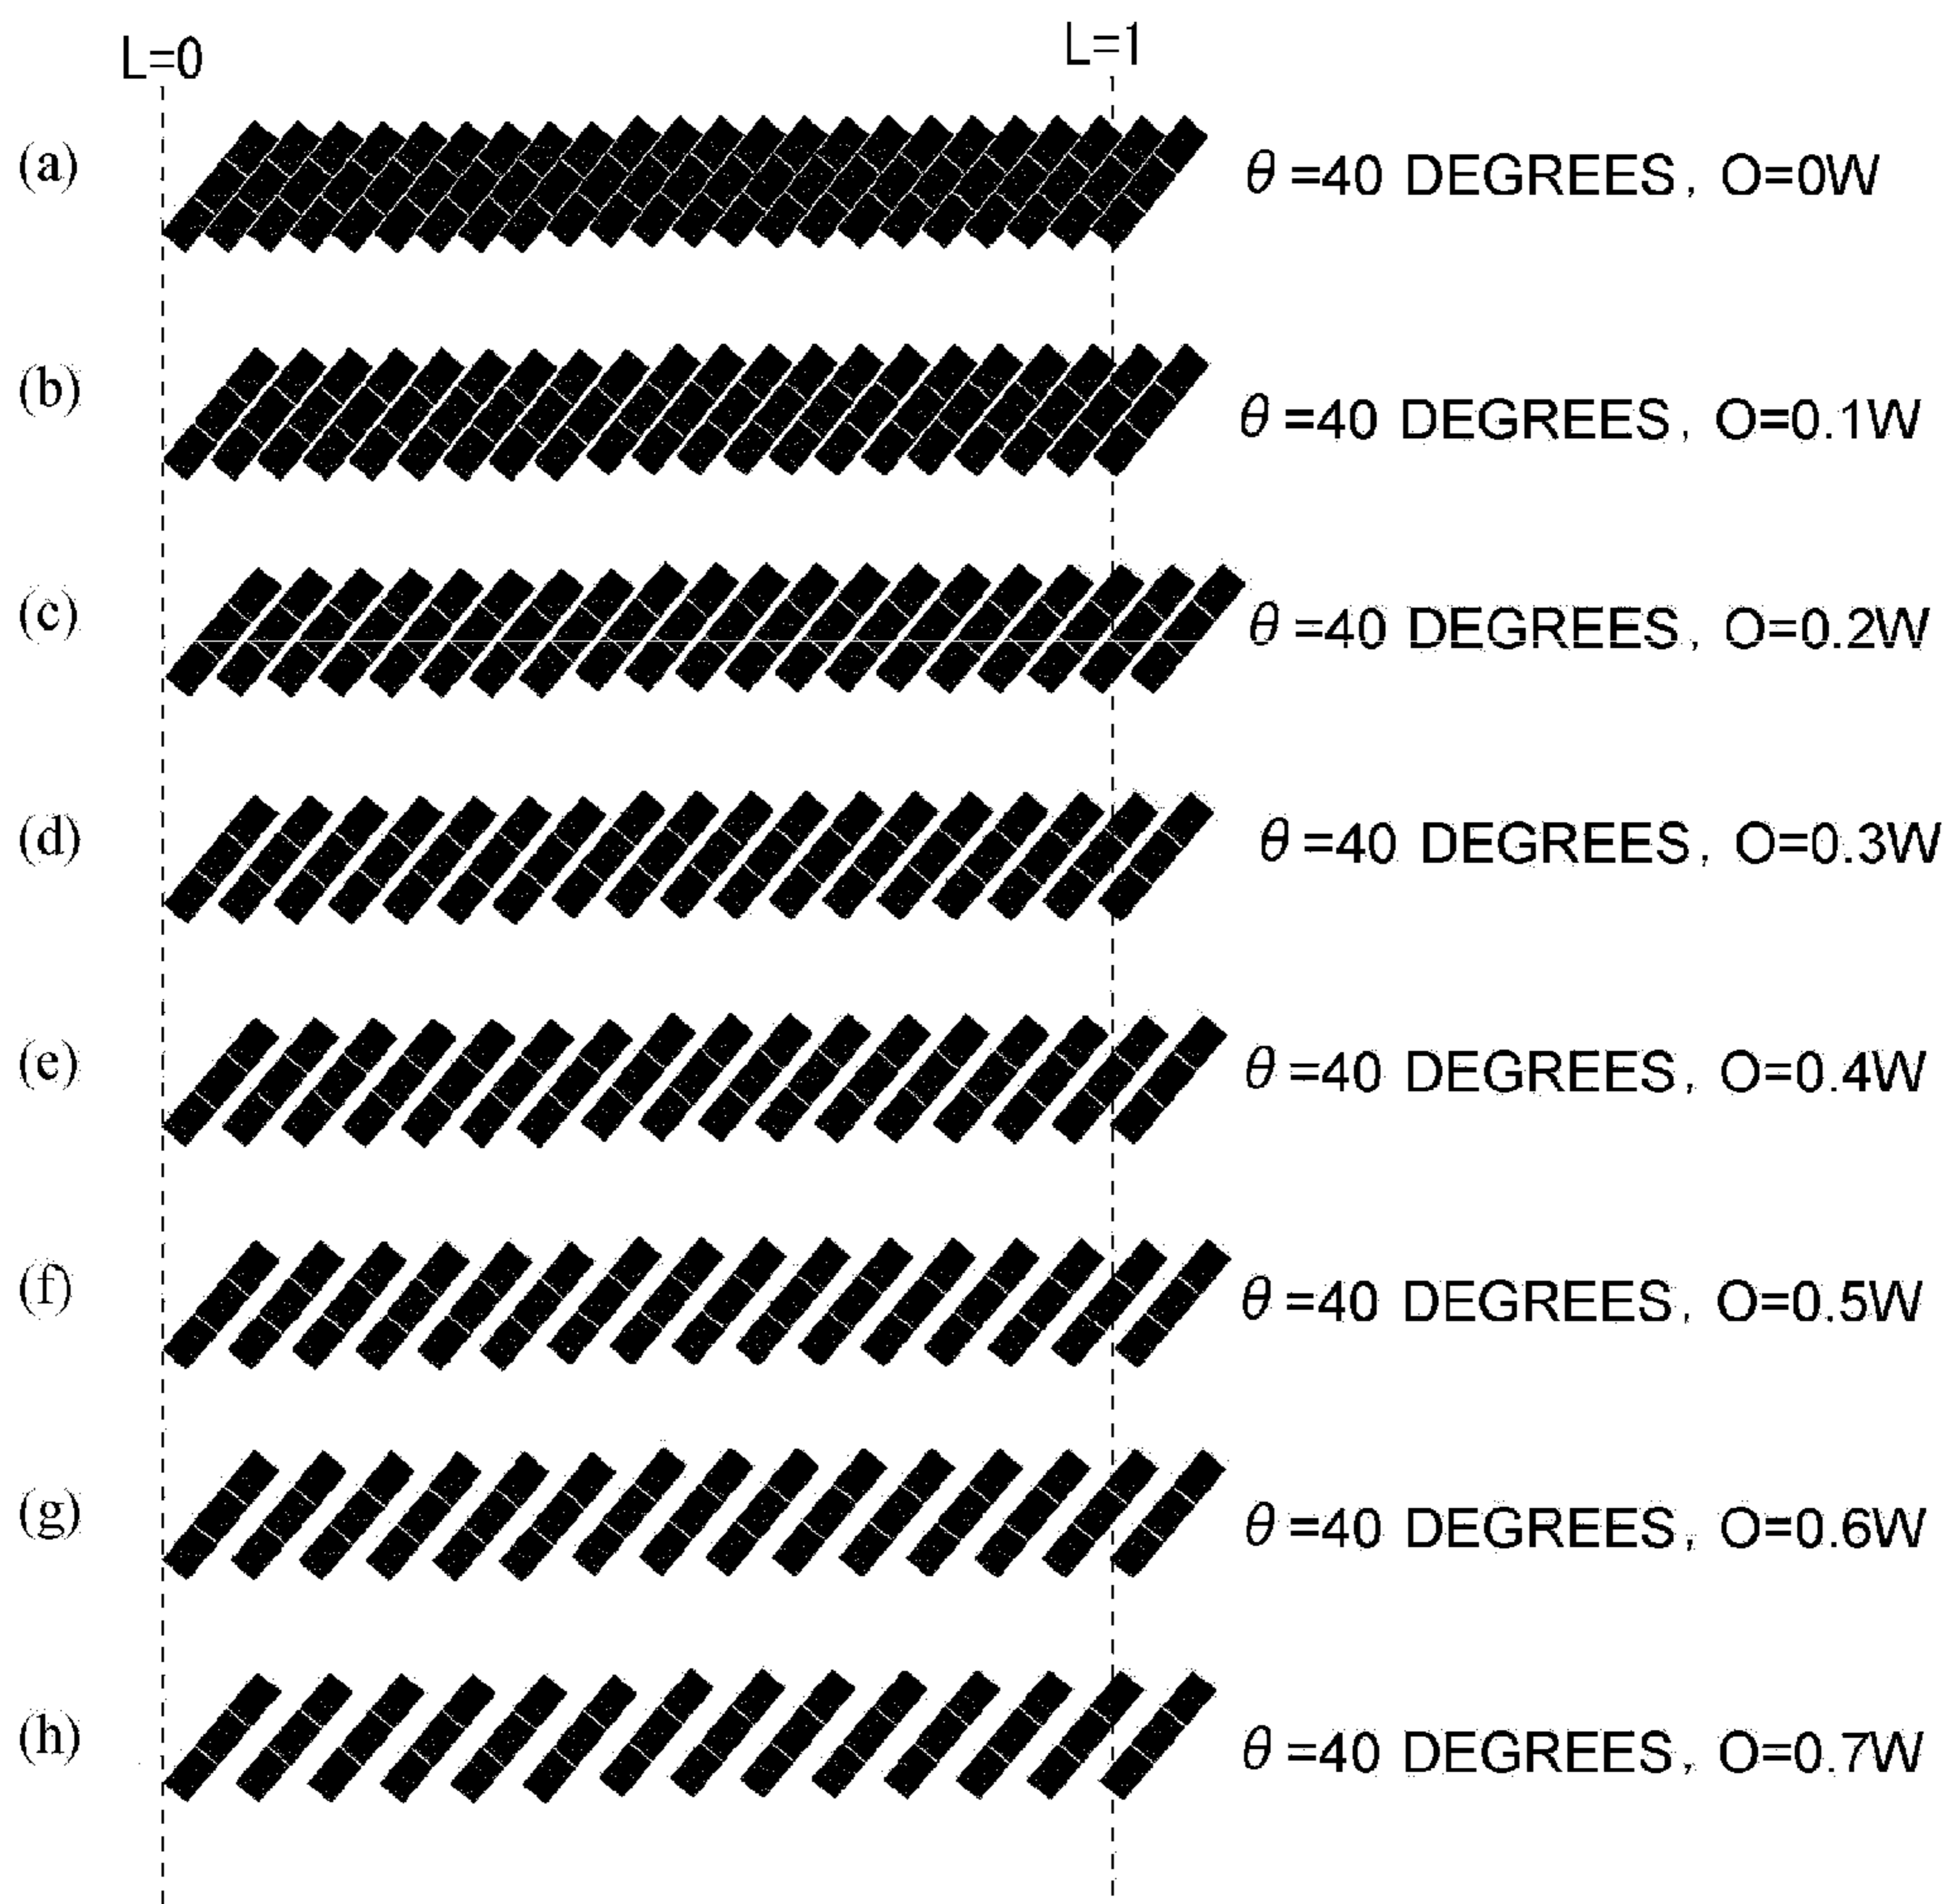 L=0 L=1
(a) θ=40 DEGREES, O=0W
(b) θ=40 DEGREES, O=0.1W
(c) θ=40 DEGREES, O=0.2W
(d) θ=40 DEGREES, O=0.3W
(e) θ=40 DEGREES, O=0.4W
(f) θ=40 DEGREES, O=0.5W
(g) θ=40 DEGREES, O=0.6W
(h) θ=40 DEGREES, O=0.7W